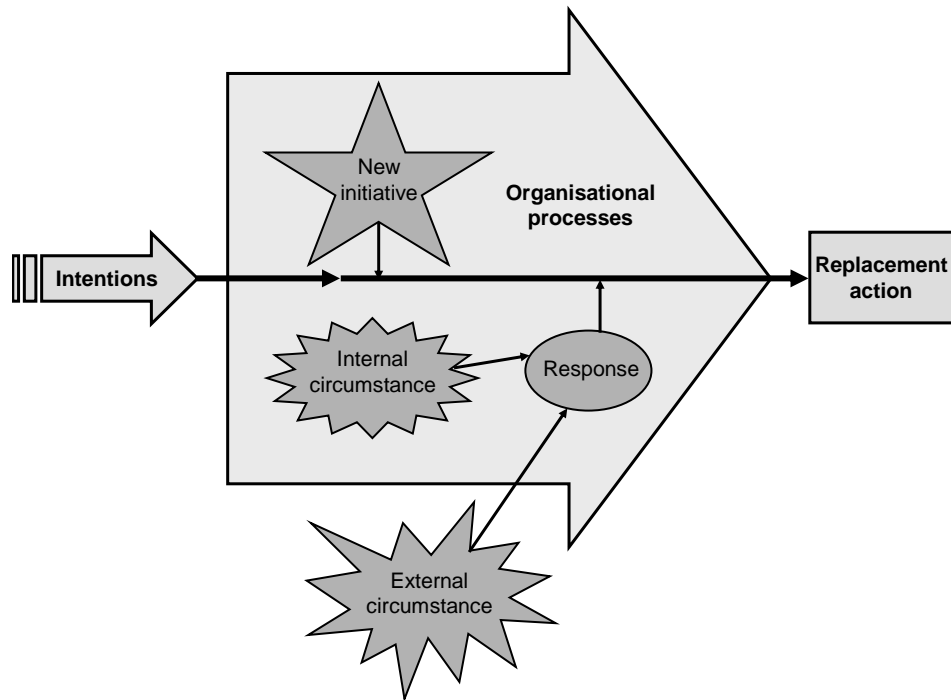 New
initiative
Organisational
processes
Intentions
Replacement
action
Internal
circumstance
Response
External
circumstance